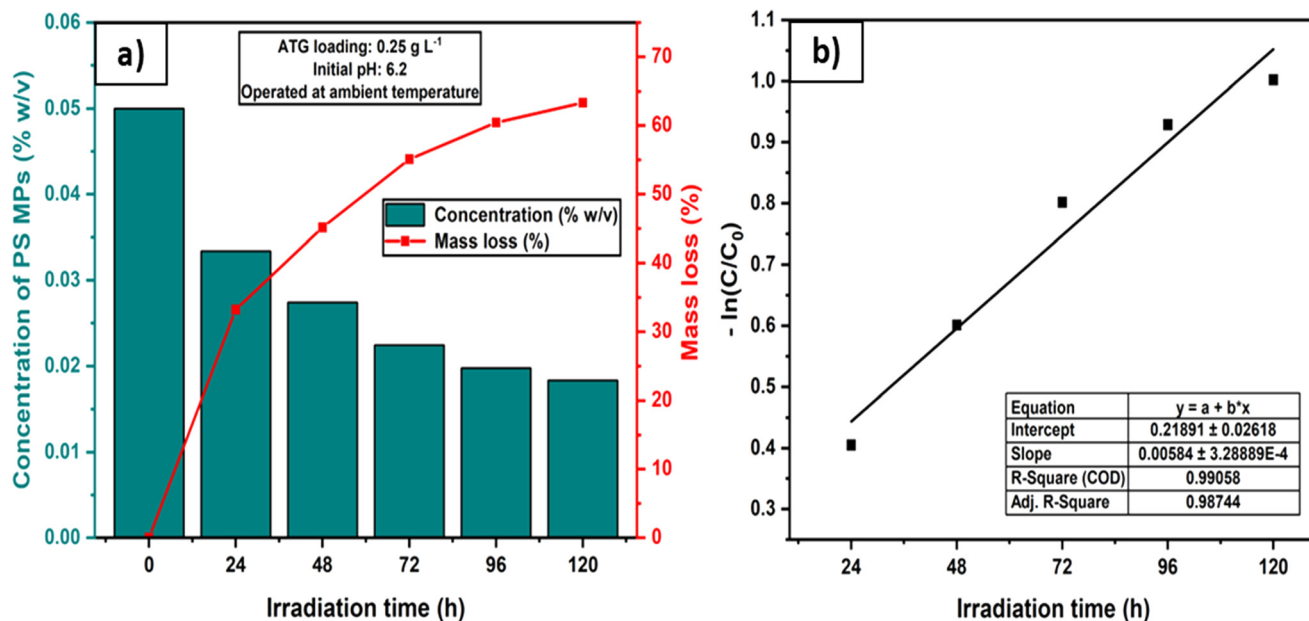 a)
ATG loading: 0.25 g L⁻¹
Initial pH: 6.2
Operated at ambient temperature
Concentration (% w/v)
Mass loss (%)
Concentration of PS MPs (% w/v)
0.06
0.05
0.04
0.03
0.02
0.01
0.00
Mass loss (%)
70
60
50
40
30
20
10
0
0 24 48 72 96 120
Irradiation time (h)
b)
- ln(C/C₀)
1.1
1.0
0.9
0.8
0.7
0.6
0.5
0.4
0.3
Equation y = a + b*x
Intercept 0.21891 ± 0.02618
Slope 0.00584 ± 3.28889E-4
R-Square (COD) 0.99058
Adj. R-Square 0.98744
24 48 72 96 120
Irradiation time (h)